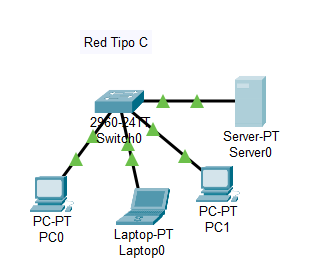 Red Tipo C
2960-24TT
Switch0
Server-PT
Server0
PC-PT
PC0
Laptop-PT
Laptop0
PC-PT
PC1